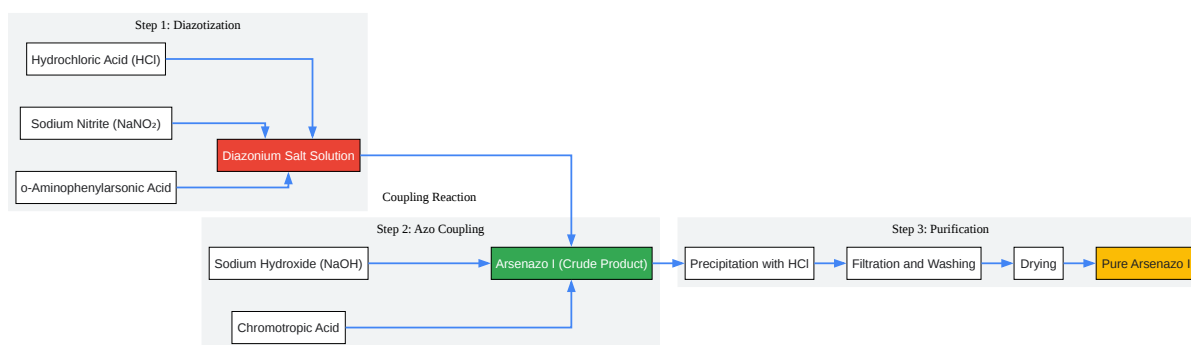 Step 1: Diazotization
Hydrochloric Acid (HCl)
Sodium Nitrite (NaNO₂)
Diazonium Salt Solution
o-Aminophenylarsonic Acid
Coupling Reaction
Step 2: Azo Coupling
Sodium Hydroxide (NaOH)
Arsenazo I (Crude Product)
Chromotropic Acid
Step 3: Purification
Precipitation with HCl
Filtration and Washing
Drying
Pure Arsenazo I